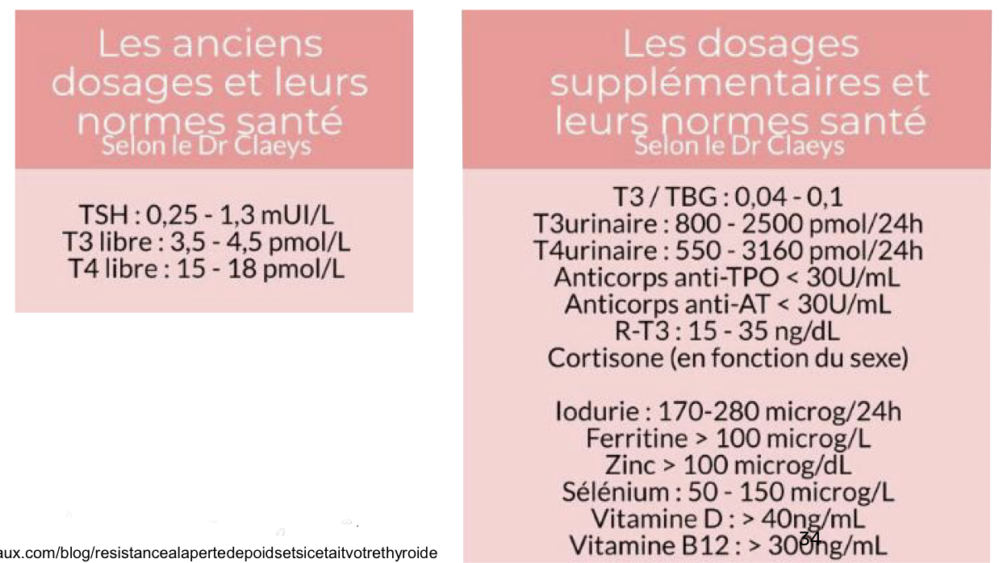 Les anciens
dosages et leurs
normes santé
Selon le Dr Claeys
TSH : 0,25 - 1,3 mUI/L
T3 libre : 3,5 - 4,5 pmol/L
T4 libre : 15 - 18 pmol/L
Les dosages
supplémentaires et
leurs normes santé
Selon le Dr Claeys
T3 / TBG : 0,04 - 0,1
T3urinaire : 800 - 2500 pmol/24h
T4urinaire : 550 - 3160 pmol/24h
Anticorps anti-TPO < 30U/mL
Anticorps anti-AT < 30U/mL
R-T3 : 15 - 35 ng/dL
Cortisone (en fonction du sexe)
Iodurie : 170-280 microg/24h
Ferritine > 100 microg/L
Zinc > 100 microg/dL
Sélénium : 50 - 150 microg/L
Vitamine D : > 40ng/mL
34
Vitamine B12 : > 300ng/mL
aux.com/blog/resistancealapertedepoidsetsicetaitvotrethyroide